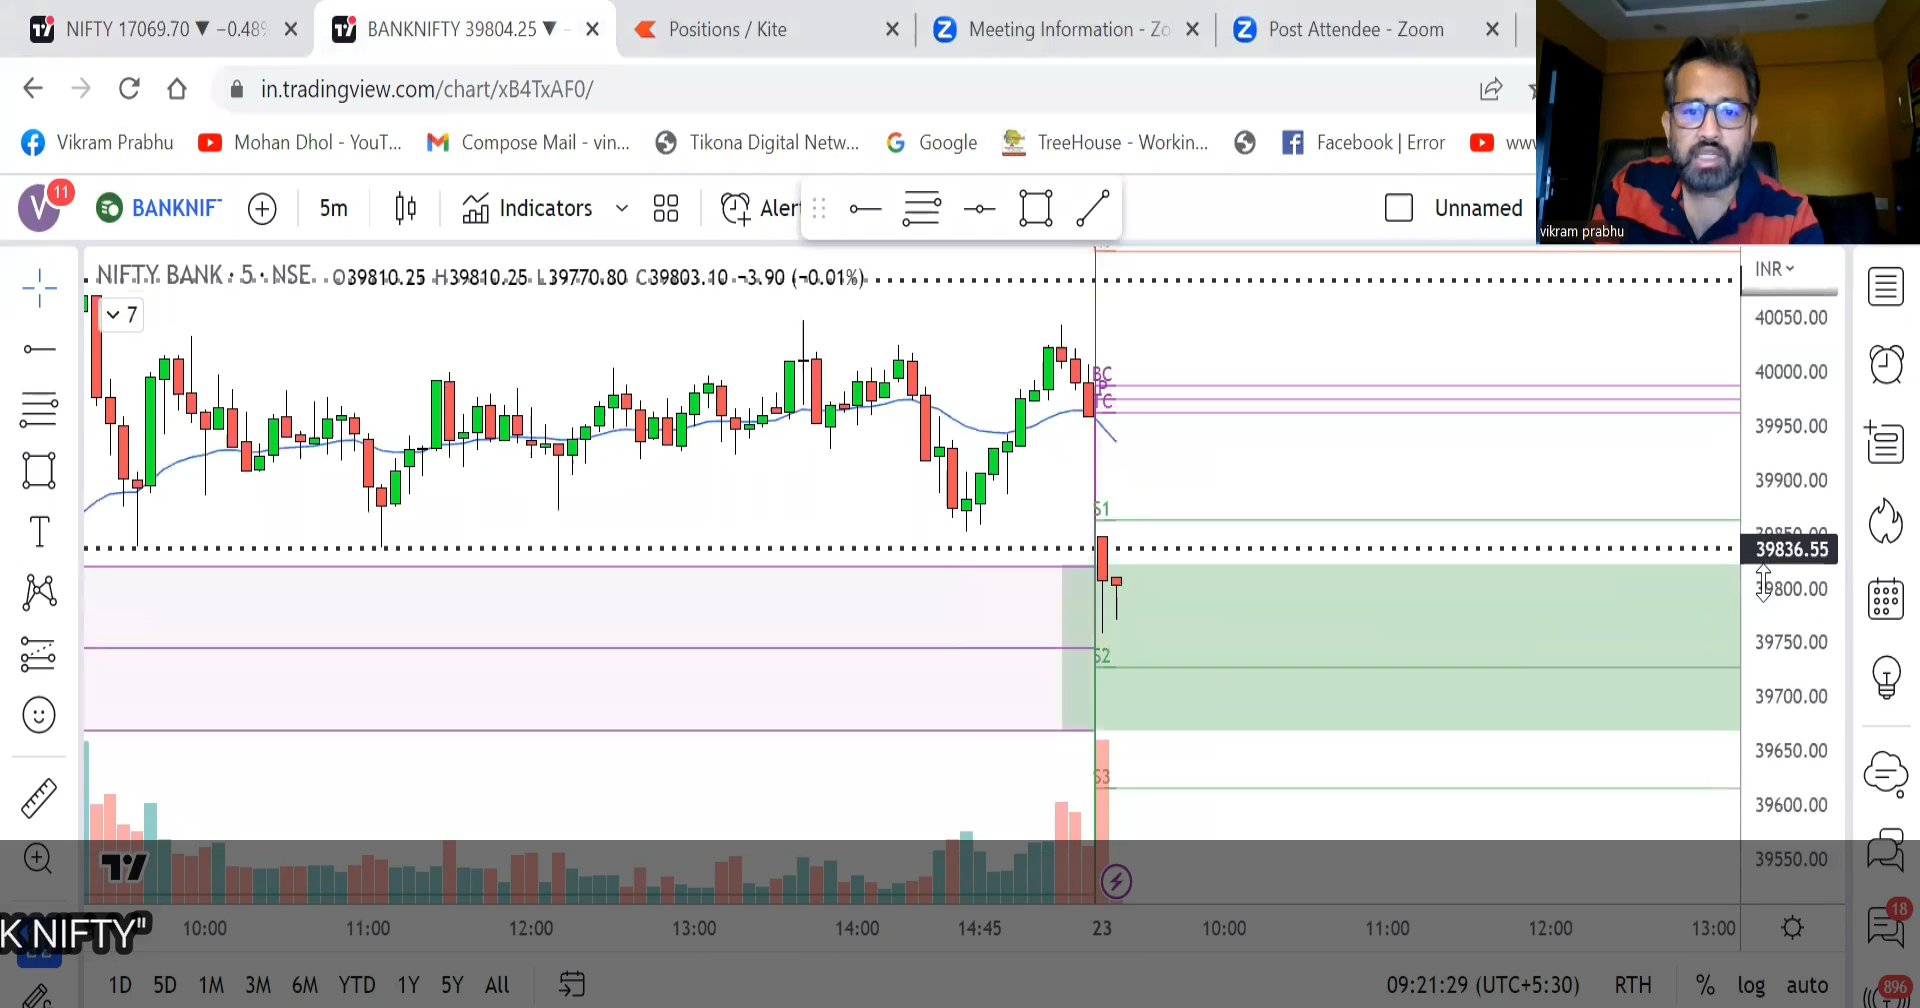 NIFTY 17069.70 ▼ −0.48%
BANKNIFTY 39804.25 ▼ −
Positions / Kite
Meeting Information - Zo
Post Attendee - Zoom
in.tradingview.com/chart/xB4TxAF0/
Vikram Prabhu
Mohan Dhol - YouT...
Compose Mail - vin...
Tikona Digital Netw...
Google
TreeHouse - Workin...
Facebook | Error
www
V 11
BANKNIF
5m
Indicators
Alert
Unnamed
vikram prabhu
NIFTY BANK · 5 · NSE O39810.25 H39810.25 L39770.80 C39803.10 −3.90 (−0.01%)
INR
7
40050.00
40000.00
39950.00
39900.00
39850.00
39836.55
39800.00
39750.00
39700.00
39650.00
39600.00
39550.00
BC
P
TC
S1
S2
S3
K NIFTY"
10:00 11:00 12:00 13:00 14:00 14:45 23 10:00 11:00 12:00 13:00
18
1D 5D 1M 3M 6M YTD 1Y 5Y All
09:21:29 (UTC+5:30) RTH % log auto
896